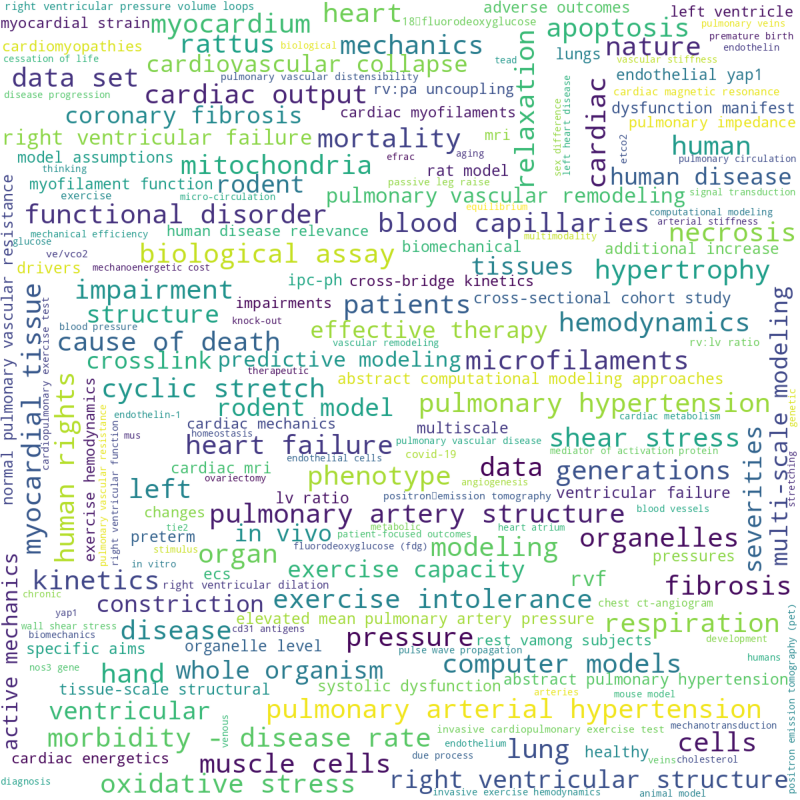 right ventricular pressure volume loops
adverse outcomes
left ventricle
myocardial strain
myocardium
heart
18 fluorodeoxyglucose
apoptosis
pulmonary veins
premature birth
cardiomyopathies
rattus
biological
mechanics
nature
endothelin
cessation of life
cardiovascular collapse
tead
relaxation
lungs
vascular stiffness
data set
pulmonary vascular distensibility
endothelial yap1
disease progression
cardiac output
rv:pa uncoupling
cardiac
cardiac magnetic resonance
coronary fibrosis
cardiac myofilaments
dysfunction manifest
pulmonary impedance
right ventricular failure
mortality
mri
sex difference
left heart disease
etco2
human
model assumptions
mitochondria
efrac
aging
rat model
pulmonary circulation
thinking
myofilament function
rodent
passive leg raise
human disease
exercise
micro-circulation
pulmonary vascular remodeling
signal transduction
functional disorder
equilibrium
blood capillaries
computational modeling
arterial stiffness
mechanical efficiency
human disease relevance
multimodality
necrosis
glucose
biological assay
biomechanical
additional increase
ve/vco2
drivers
mechanoenergetic cost
tissues
hypertrophy
normal pulmonary vascular resistance
ipc-ph
cross-bridge kinetics
impairment
impairments
patients
cross-sectional cohort study
structure
knock-out
effective therapy
hemodynamics
blood pressure
cause of death
vascular remodeling
rv:lv ratio
myocardial tissue
cardiopulmonary exercise test
crosslink
predictive modeling
microfilaments
therapeutic
abstract computational modeling approaches
cyclic stretch
rodent model
pulmonary hypertension
genetic
human rights
exercise hemodynamics
pulmonary vascular resistance
endothelin-1
cardiac mechanics
multiscale
cardiac metabolism
multi-scale modeling
mus
homeostasis
heart failure
pulmonary vascular disease
shear stress
right ventricular function
endothelial cells
covid-19
mediator of activation protein
cardiac mri
ovariectomy
phenotype
data
generations
severities
stretching
left
lv ratio
angiogenesis
positron emission tomography
ventricular failure
changes
pulmonary artery structure
blood vessels
tie2
metabolic
heart atrium
preterm
in vivo
patient-focused outcomes
organelles
stimulus
organ
fluorodeoxyglucose (fdg)
modeling
pressures
in vitro
ecs
exercise capacity
kinetics
right ventricular dilation
rvf
fibrosis
chronic
active mechanics
constriction
exercise intolerance
chest ct-angiogram
yap1
wall shear stress
elevated mean pulmonary artery pressure
respiration
biomechanics
disease
cd31 antigens
pressure
rest vamong subjects
development
specific aims
organelle level
pulse wave propagation
humans
nos3 gene
hand
whole organism
computer models
positron emission tomography (pet)
tissue-scale structural
systolic dysfunction
abstract pulmonary hypertension
arteries
mouse model
ventricular
pulmonary arterial hypertension
venous
mechanotransduction
morbidity - disease rate
invasive cardiopulmonary exercise test
endothelium
lung
cells
cardiac energetics
muscle cells
due process
veins
healthy
cholesterol
diagnosis
oxidative stress
right ventricular structure
invasive exercise hemodynamics
animal model